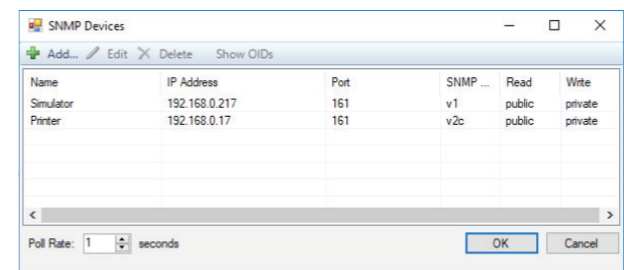 SNMP Devices
Add... Edit Delete Show OIDs
Name IP Address Port SNMP ... Read Write
Simulator 192.168.0.217 161 v1 public private
Printer 192.168.0.17 161 v2c public private
Poll Rate: 1 seconds OK Cancel